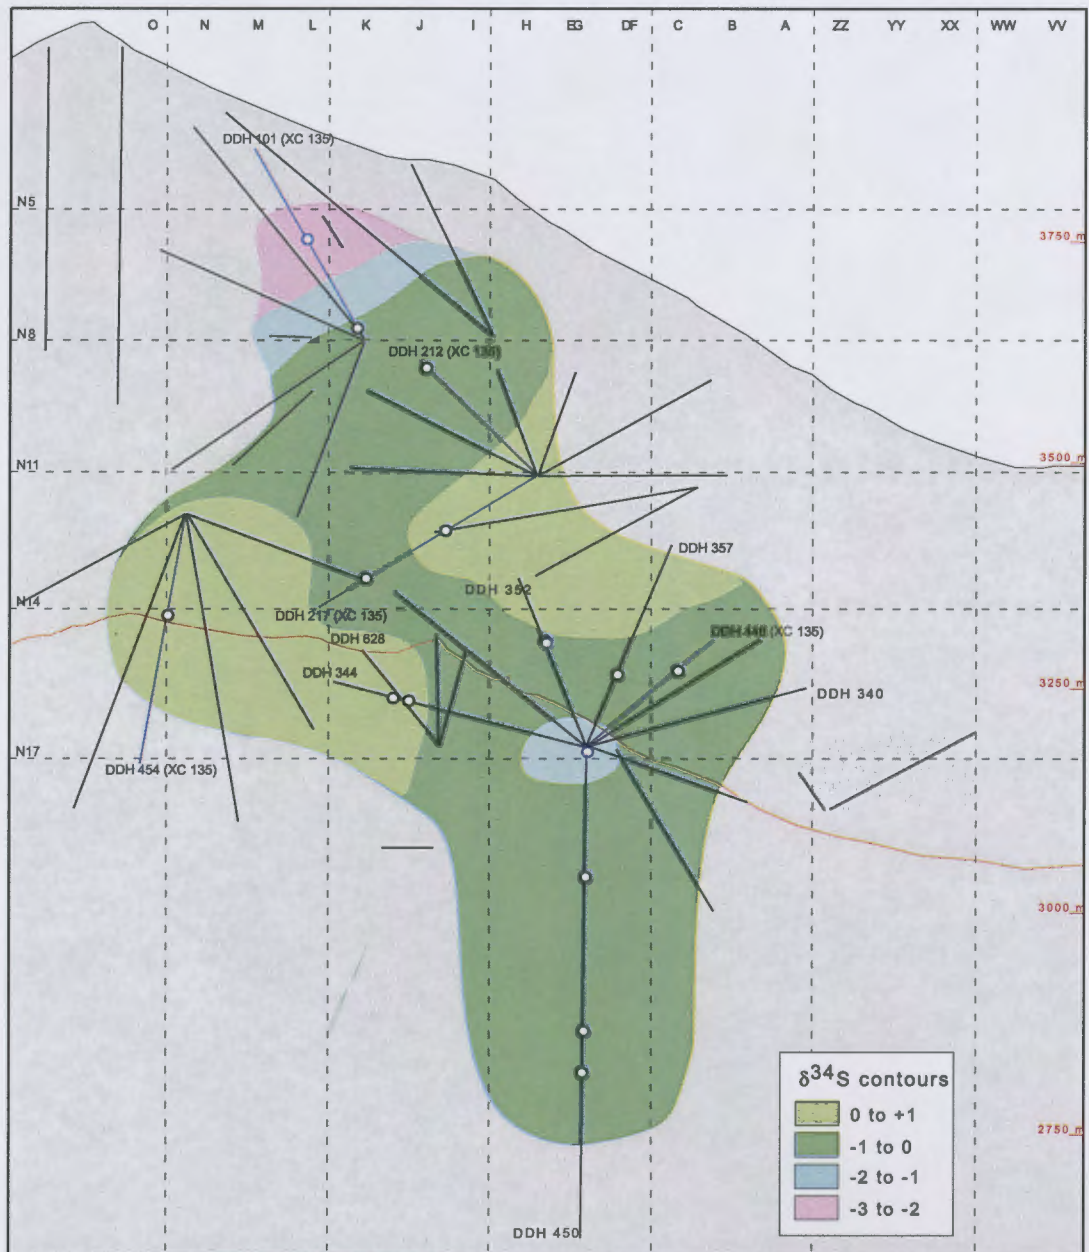 O N M L K J I H EG DF C B A ZZ YY XX WW VV
DDH 101 (XC 135)
N5
3750 m
N8
DDH 212 (XC 135)
N11
3500 m
DDH 357
DDH 352
N14
DDH 217 (XC 135)
DDH 628
(XC 135)
DDH 344
3250 m
DDH 340
N17
DDH 454 (XC 135)
3000 m
δ34S contours
0 to +1
-1 to 0
-2 to -1
-3 to -2
2750 m
DDH 450